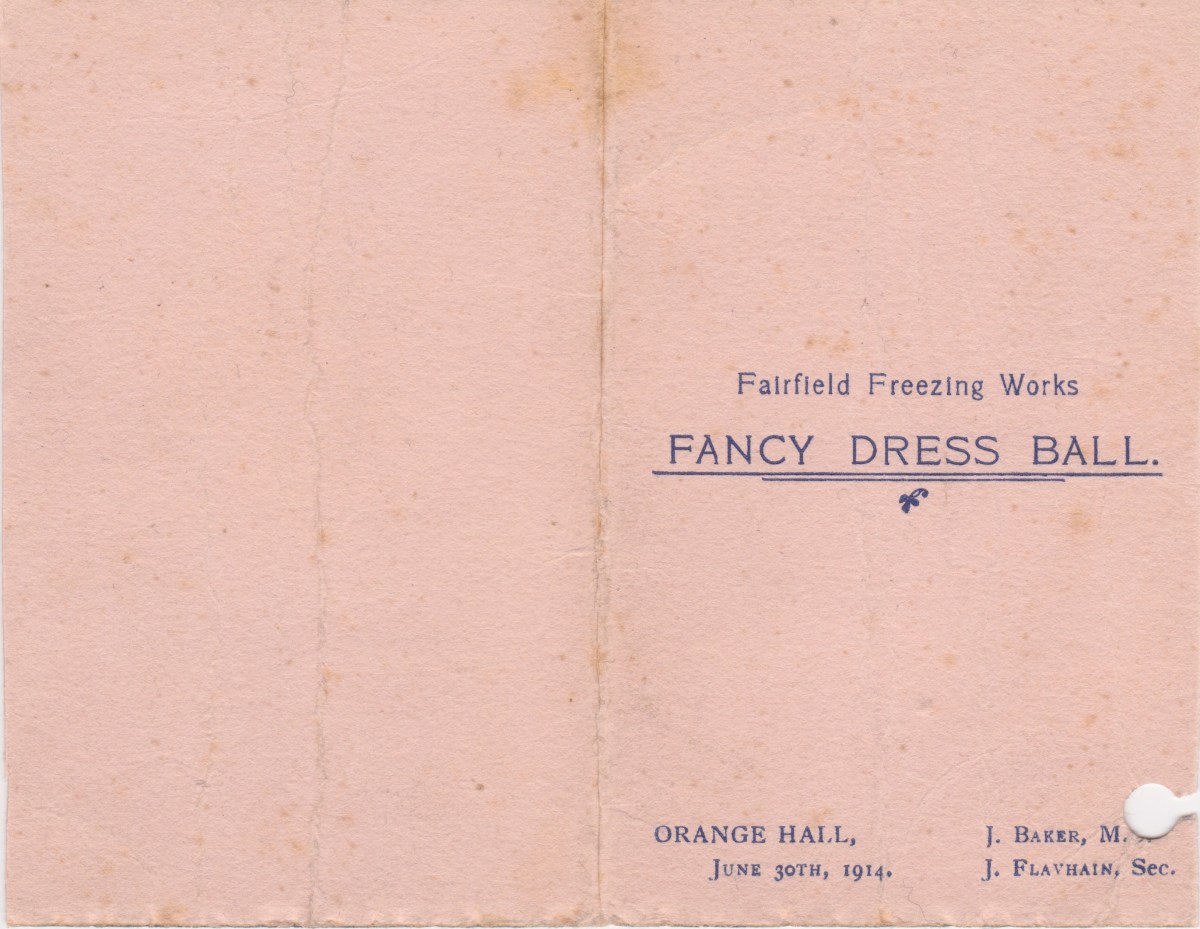 Fairfield Freezing Works
FANCY DRESS BALL.
ORANGE HALL,
JUNE 30TH, 1914.
J. BAKER, M.
J. FLAVHAIN, Sec.